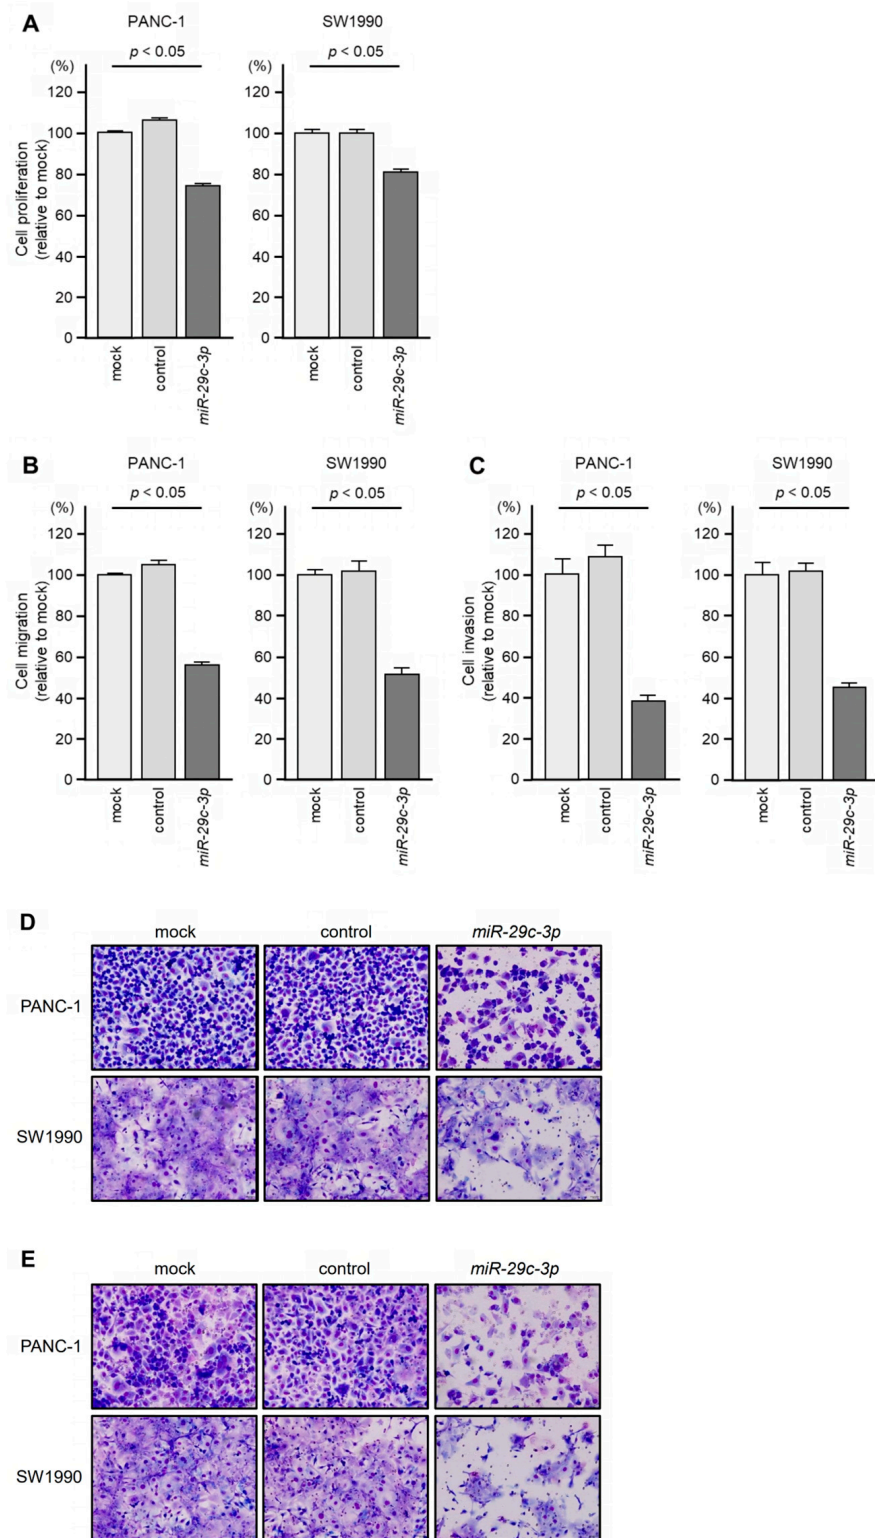 A
PANC-1
SW1990
p < 0.05
p < 0.05
(%)
(%)
Cell proliferation
(relative to mock)
120
100
80
60
40
20
0
120
100
80
60
40
20
0
mock
control
miR-29c-3p
mock
control
miR-29c-3p
B
PANC-1
SW1990
p < 0.05
p < 0.05
(%)
(%)
Cell migration
(relative to mock)
120
100
80
60
40
20
0
120
100
80
60
40
20
0
mock
control
miR-29c-3p
mock
control
miR-29c-3p
C
PANC-1
SW1990
p < 0.05
p < 0.05
(%)
(%)
Cell invasion
(relative to mock)
120
100
80
60
40
20
0
120
100
80
60
40
20
0
mock
control
miR-29c-3p
mock
control
miR-29c-3p
D
mock
control
miR-29c-3p
PANC-1
SW1990
E
mock
control
miR-29c-3p
PANC-1
SW1990